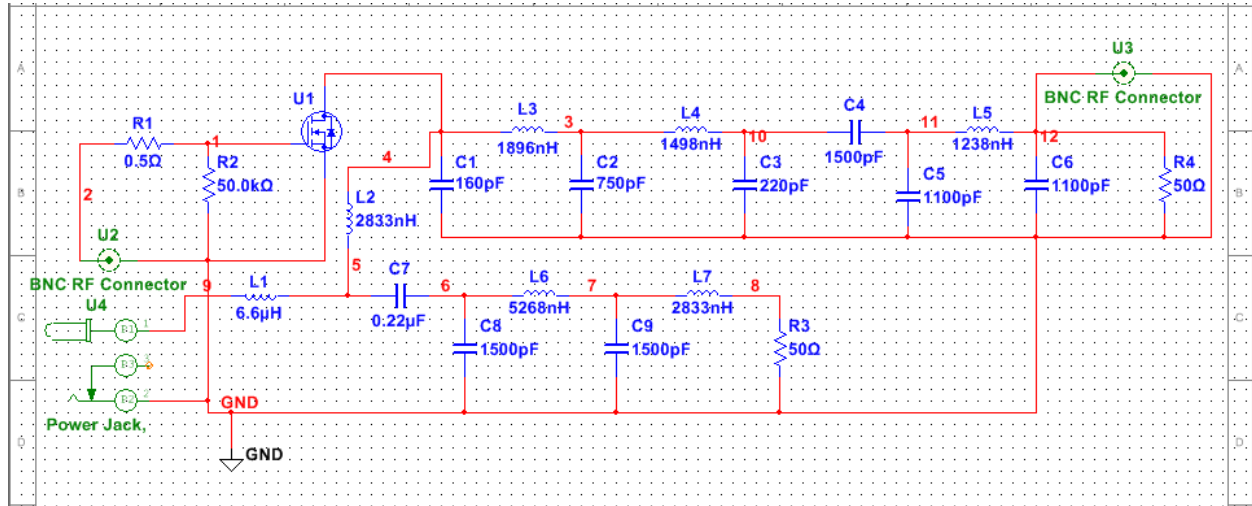 U3
BNC RF Connector
A
A
U1
L3
1896nH
3
L4
1498nH
10
C4
1500pF
11
L5
1238nH
12
R1
0.5Ω
1
R2
50.0kΩ
4
C1
160pF
C2
750pF
C3
220pF
C5
1100pF
C6
1100pF
R4
50Ω
B
B
2
L2
2833nH
U2
BNC RF Connector
9
5
L1
6.6µH
C7
0.22µF
6
L6
5268nH
7
L7
2833nH
8
C
C
U4
B1
1
B3
3
B2
2
Power Jack,
C8
1500pF
C9
1500pF
R3
50Ω
GND
GND
D
D